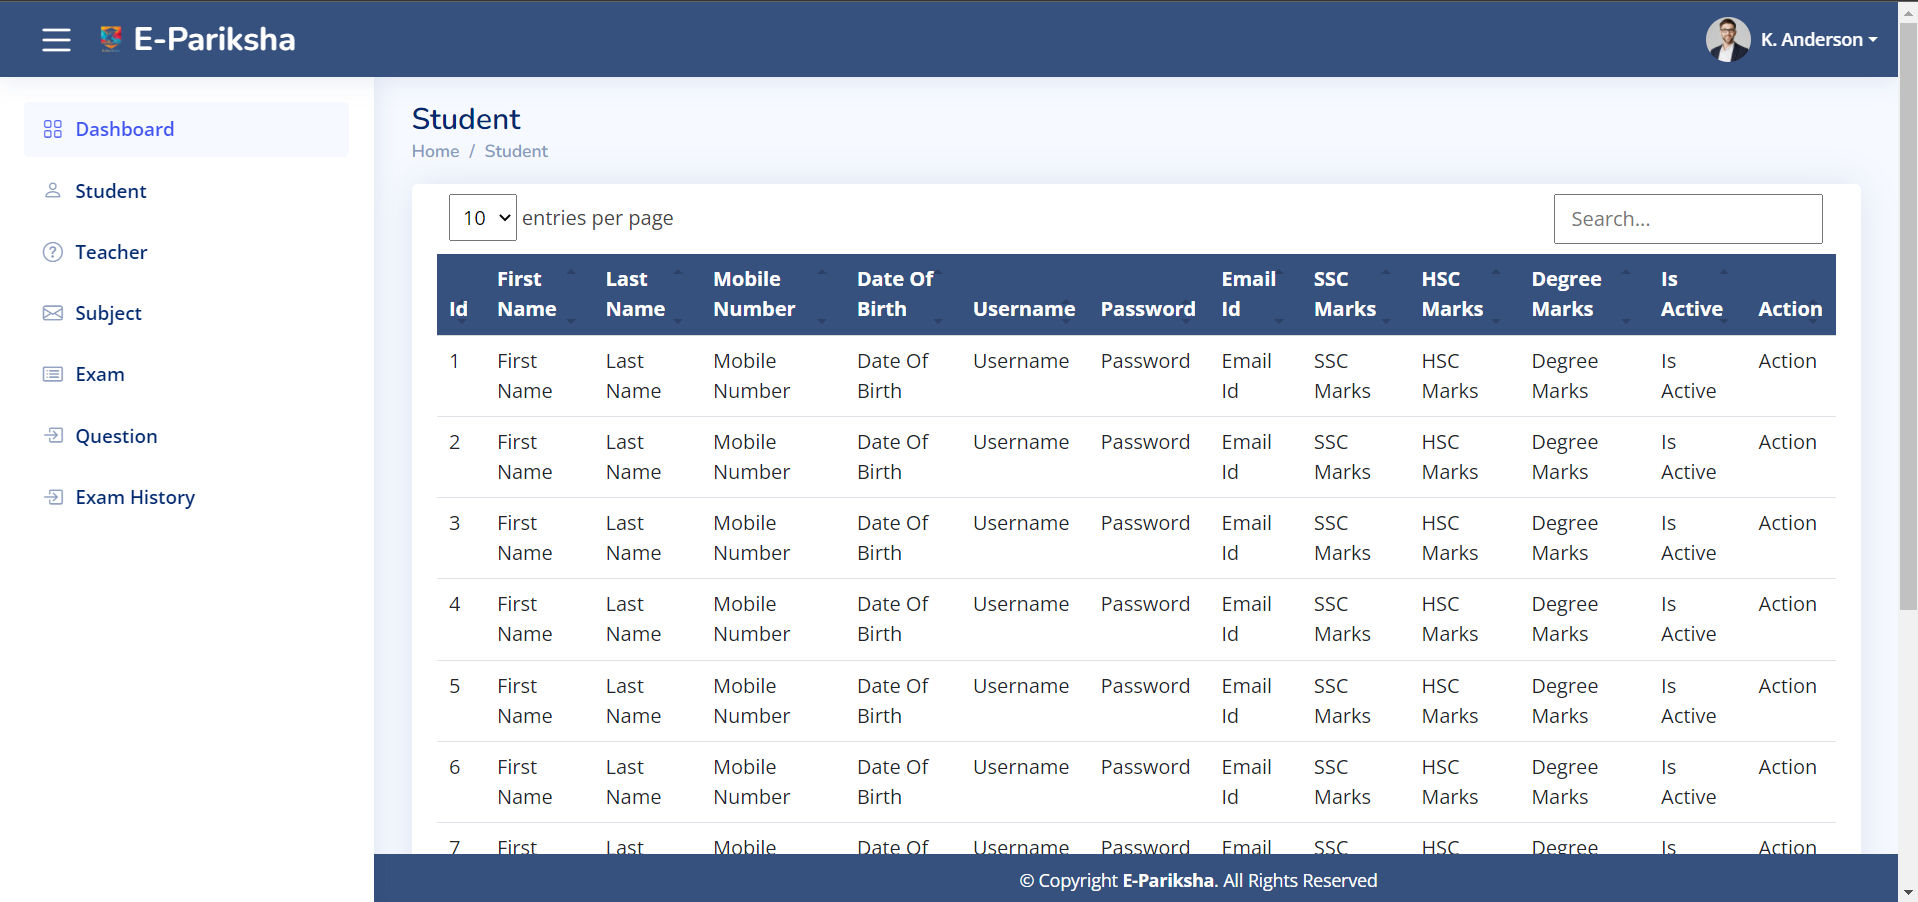 E-Pariksha
K. Anderson
Dashboard
Student
Teacher
Subject
Exam
Question
Exam History
Student
Home / Student
10 entries per page
Search...
Id First Name Last Name Mobile Number Date Of Birth Username Password Email Id SSC Marks HSC Marks Degree Marks Is Active Action
1 First Name Last Name Mobile Number Date Of Birth Username Password Email Id SSC Marks HSC Marks Degree Marks Is Active Action
2 First Name Last Name Mobile Number Date Of Birth Username Password Email Id SSC Marks HSC Marks Degree Marks Is Active Action
3 First Name Last Name Mobile Number Date Of Birth Username Password Email Id SSC Marks HSC Marks Degree Marks Is Active Action
4 First Name Last Name Mobile Number Date Of Birth Username Password Email Id SSC Marks HSC Marks Degree Marks Is Active Action
5 First Name Last Name Mobile Number Date Of Birth Username Password Email Id SSC Marks HSC Marks Degree Marks Is Active Action
6 First Name Last Name Mobile Number Date Of Birth Username Password Email Id SSC Marks HSC Marks Degree Marks Is Active Action
7 First Last Mobile Date Of Username Password Email SSC HSC Degree Is Action
© Copyright E-Pariksha. All Rights Reserved